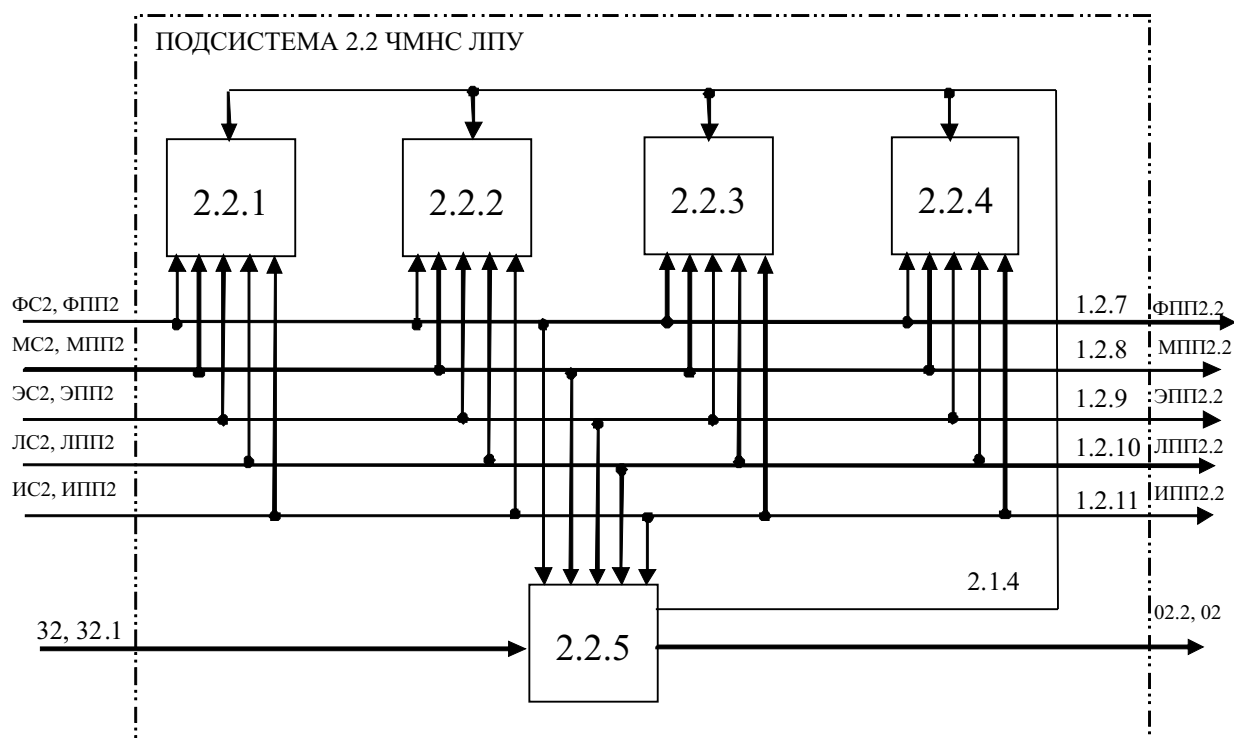 ПОДСИСТЕМА 2.2 ЧМНС ЛПУ
2.2.1
2.2.2
2.2.3
2.2.4
ФС2, ФПП2
1.2.7
ФПП2.2
МС2, МПП2
1.2.8
МПП2.2
ЭС2, ЭПП2
1.2.9
ЭПП2.2
ЛС2, ЛПП2
1.2.10
ЛПП2.2
ИС2, ИПП2
1.2.11
ИПП2.2
2.1.4
32, 32.1
2.2.5
02.2, 02